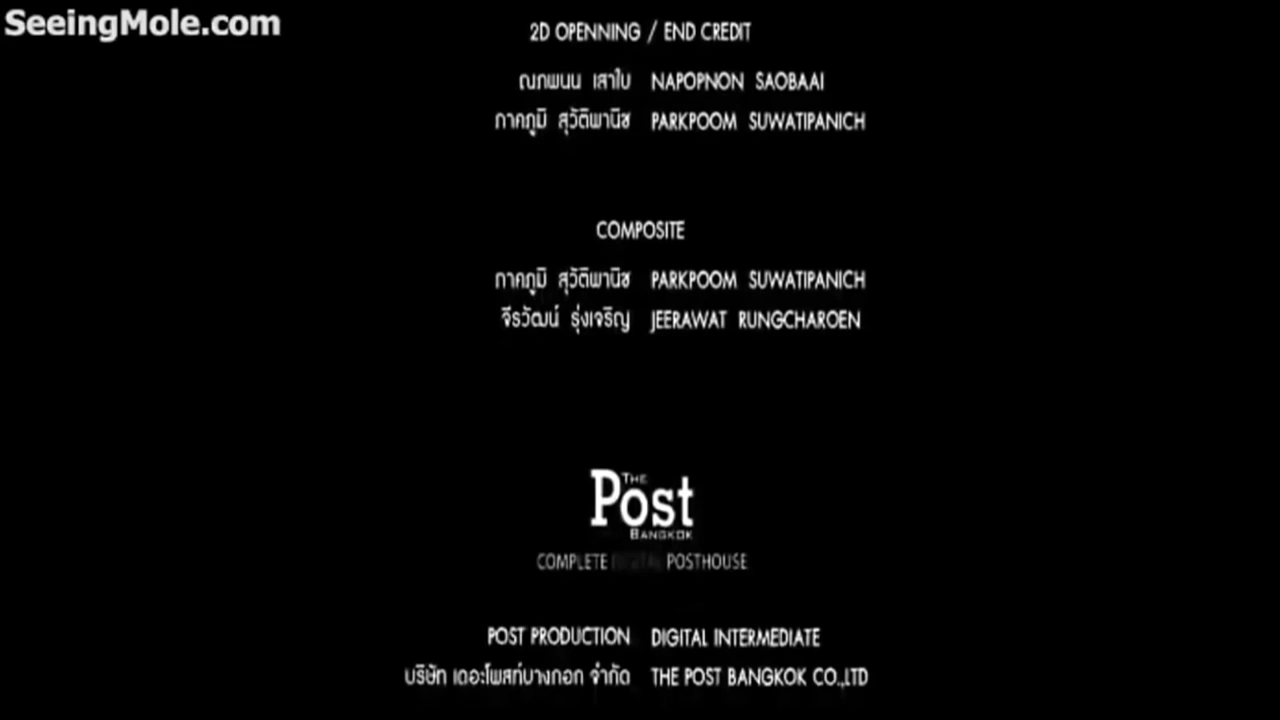 SeeingMole.com
2D OPENNING / END CREDIT
ณภพนน เสาใบ NAPOPNON SAOBAAI
ภาคภูมิ สุวัติพานิช PARKPOOM SUWATIPANICH
COMPOSITE
ภาคภูมิ สุวัติพานิช PARKPOOM SUWATIPANICH
จีรวัฒน์ รุ่งเจริญ JEERAWAT RUNGCHAROEN
THE
Post
BANGKOK
COMPLETE DIGITAL POSTHOUSE
POST PRODUCTION DIGITAL INTERMEDIATE
บริษัท เดอะโพสท์บางกอก จำกัด THE POST BANGKOK CO.,LTD